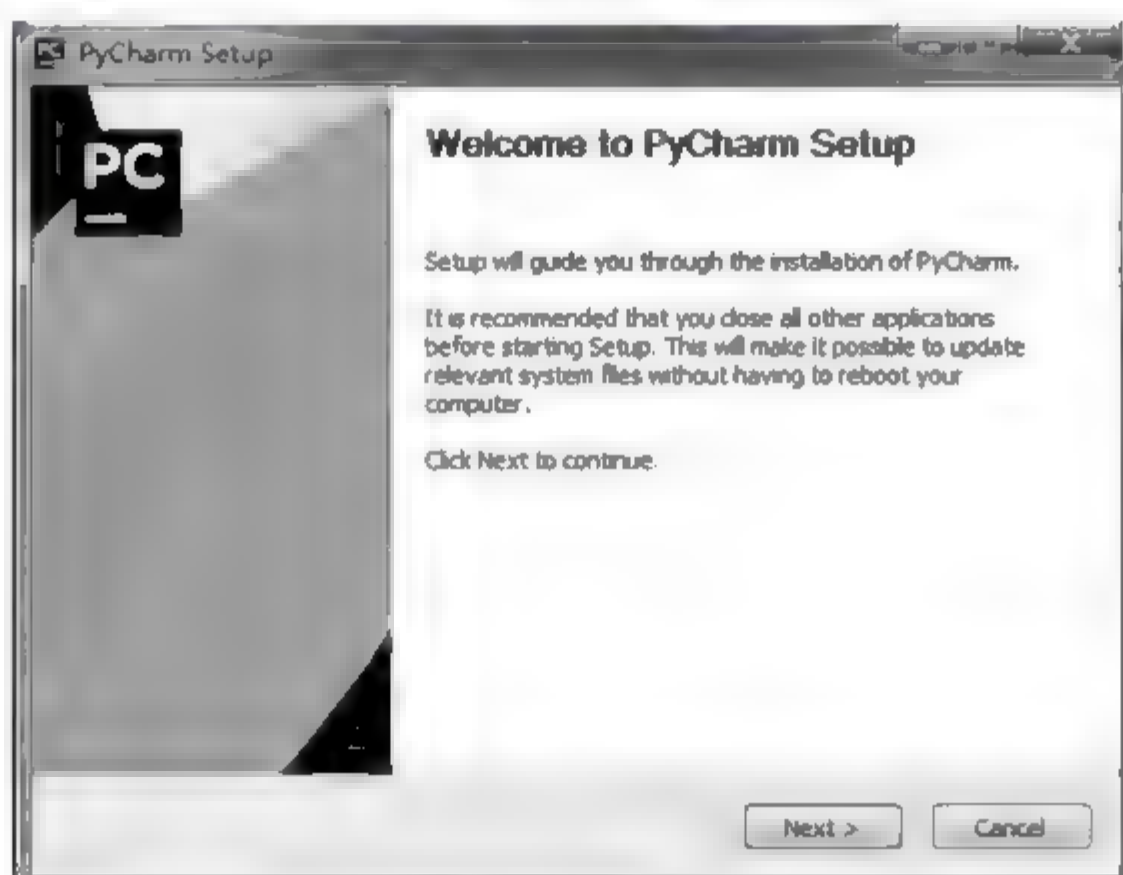 PC PyCharm Setup
PC
Welcome to PyCharm Setup
Setup will guide you through the installation of PyCharm.
It is recommended that you close all other applications
before starting Setup. This will make it possible to update
relevant system files without having to reboot your
computer.
Click Next to continue.
Next >
Cancel